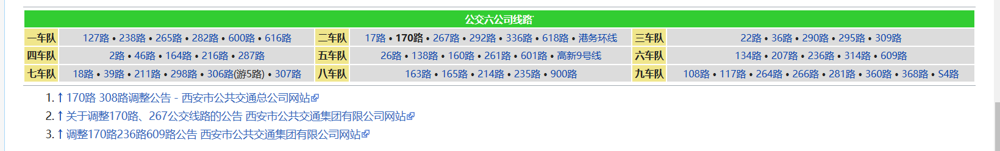 公交六公司线路
一车队 127路 • 238路 • 265路 • 282路 • 600路 • 616路 二车队 17路 • 170路 • 267路 • 292路 • 336路 • 618路 • 港务环线 三车队 22路 • 36路 • 290路 • 295路 • 309路
四车队 2路 • 46路 • 164路 • 216路 • 287路 五车队 26路 • 138路 • 160路 • 261路 • 601路 • 高新9号线 六车队 134路 • 207路 • 236路 • 314路 • 609路
七车队 18路 • 39路 • 211路 • 298路 • 306路(游5路) • 307路 八车队 163路 • 165路 • 214路 • 235路 • 900路 九车队 108路 • 117路 • 264路 • 266路 • 281路 • 360路 • 368路 • S4路
1. ↑ 170路 308路调整公告 - 西安市公共交通总公司网站
2. ↑ 关于调整170路、267公交线路的公告 西安市公共交通集团有限公司网站
3. ↑ 调整170路236路609路公告 西安市公共交通集团有限公司网站